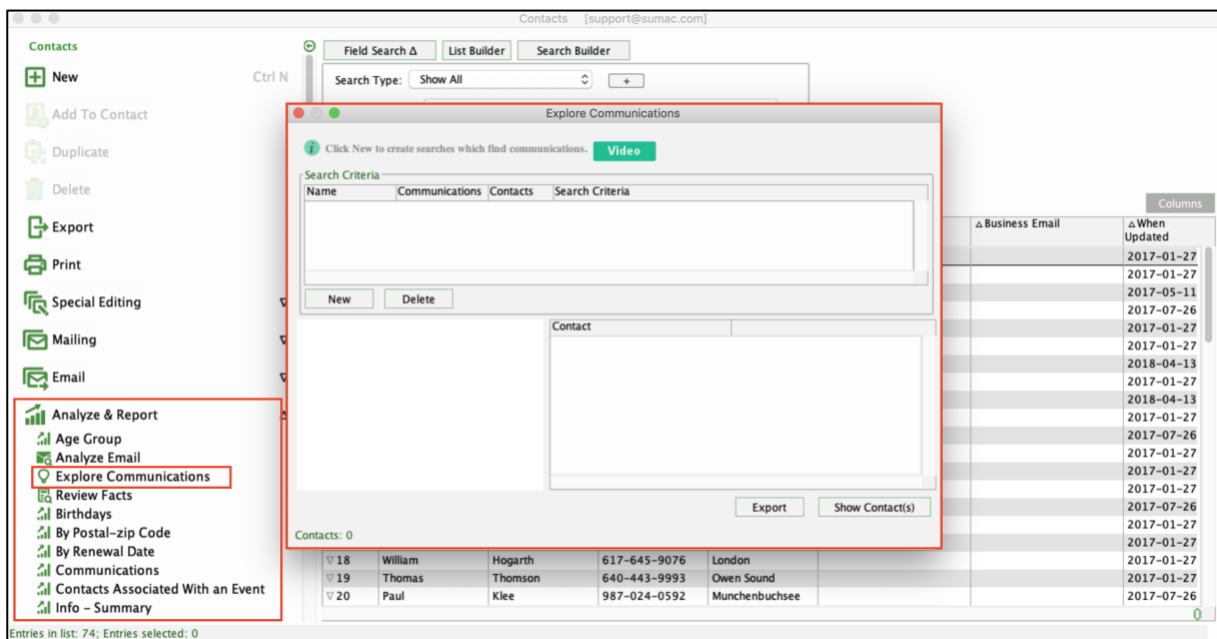 Contacts [support@sumac.com]
Contacts
New Ctrl N
Add To Contact
Duplicate
Delete
Export
Print
Special Editing
Mailing
Email
Analyze & Report
Age Group
Analyze Email
Explore Communications
Review Facts
Birthdays
By Postal-zip Code
By Renewal Date
Communications
Contacts Associated With an Event
Info - Summary
Entries in list: 74; Entries selected: 0
Field Search Δ List Builder Search Builder
Search Type: Show All +
Explore Communications
Click New to create searches which find communications. Video
Search Criteria
Name Communications Contacts Search Criteria
New Delete
Contact
Export Show Contact(s)
Contacts: 0
Columns
Business Email When
Updated
2017-01-27
2017-01-27
2017-05-11
2017-07-26
2017-01-27
2017-01-27
2018-04-13
2017-01-27
2018-04-13
2017-01-27
2017-07-26
2017-01-27
2017-01-27
2017-01-27
2017-07-26
2017-01-27
2017-01-27
18 William Hogarth 617-645-9076 London 2017-01-27
19 Thomas Thomson 640-443-9993 Owen Sound 2017-01-27
20 Paul Klee 987-024-0592 Munchenbuchsee 2017-07-26